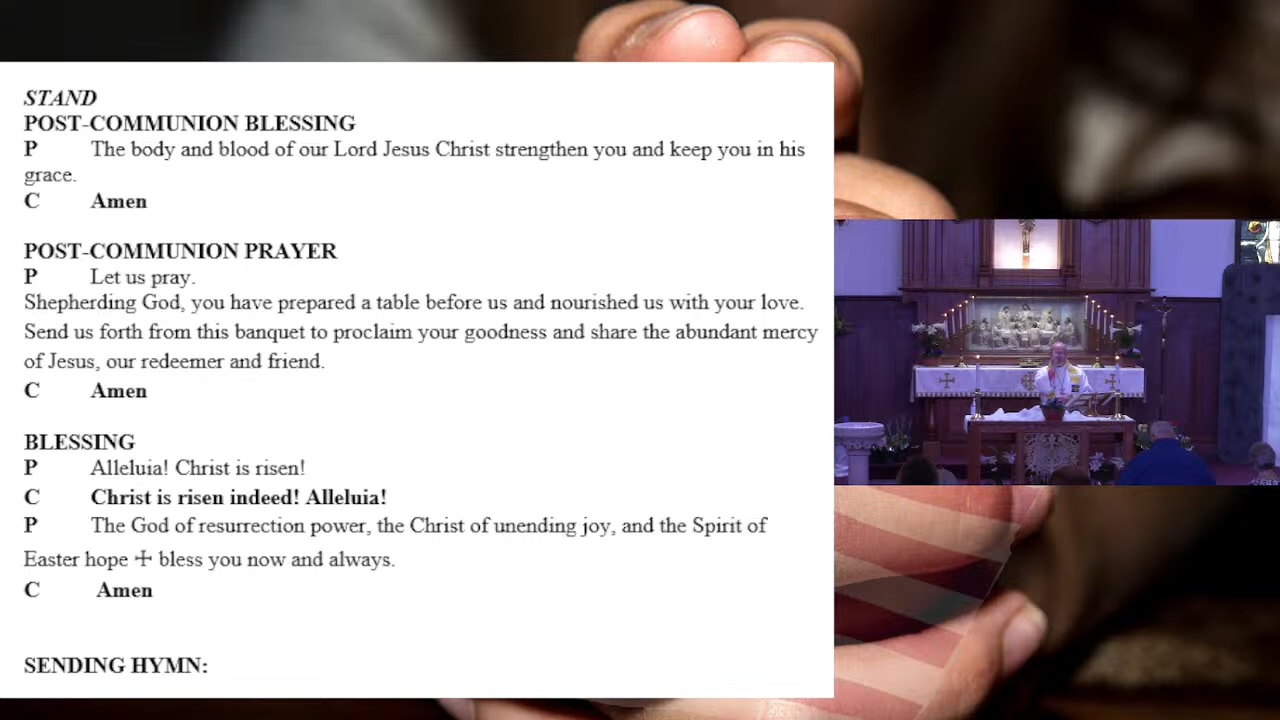 STAND
POST-COMMUNION BLESSING
P The body and blood of our Lord Jesus Christ strengthen you and keep you in his
grace.
C Amen
POST-COMMUNION PRAYER
P Let us pray.
Shepherding God, you have prepared a table before us and nourished us with your love.
Send us forth from this banquet to proclaim your goodness and share the abundant mercy
of Jesus, our redeemer and friend.
C Amen
BLESSING
P Alleluia! Christ is risen!
C Christ is risen indeed! Alleluia!
P The God of resurrection power, the Christ of unending joy, and the Spirit of
Easter hope ☩ bless you now and always.
C Amen
SENDING HYMN: